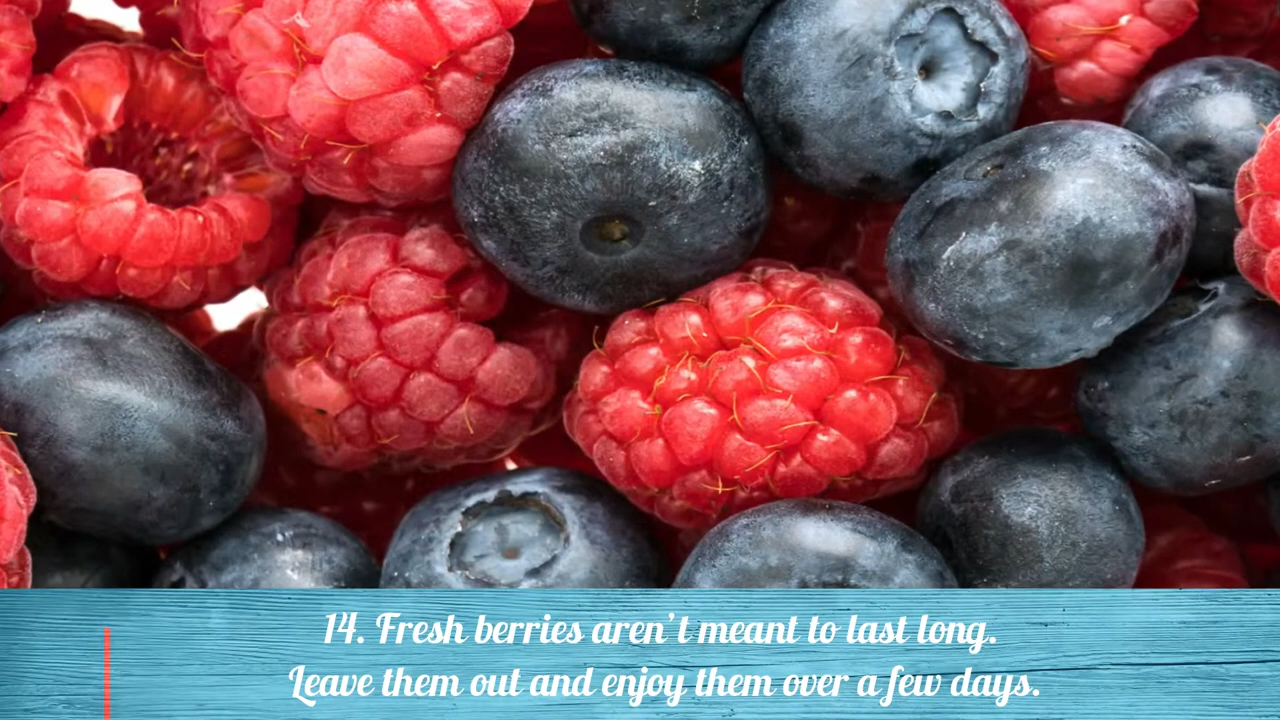 14. Fresh berries aren’t meant to last long.
Leave them out and enjoy them over a few days.